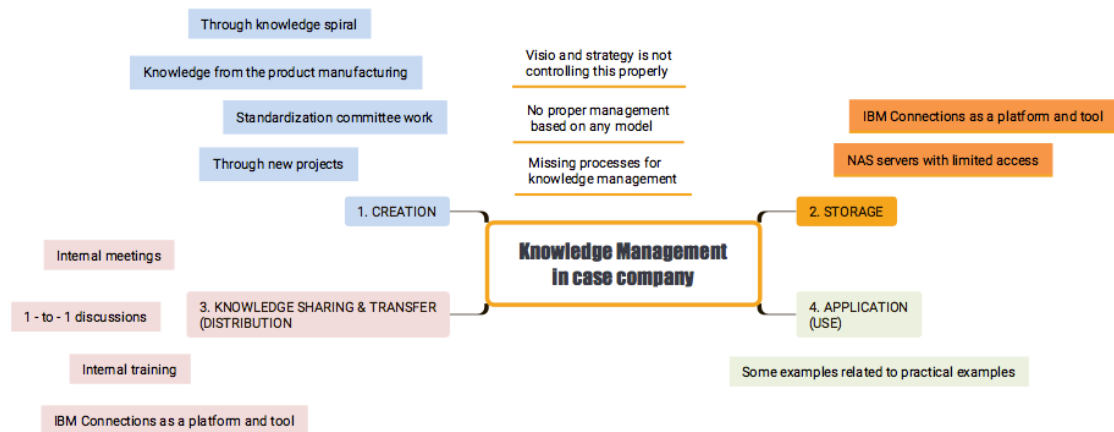 Through knowledge spiral
Knowledge from the product manufacturing
Standardization committee work
Through new projects
1. CREATION
Visio and strategy is not
controlling this properly
No proper management
based on any model
Missing processes for
knowledge management
IBM Connections as a platform and tool
NAS servers with limited access
2. STORAGE
Knowledge Management
in case company
Internal meetings
1 - to - 1 discussions
3. KNOWLEDGE SHARING & TRANSFER
(DISTRIBUTION
Internal training
IBM Connections as a platform and tool
4. APPLICATION
(USE)
Some examples related to practical examples